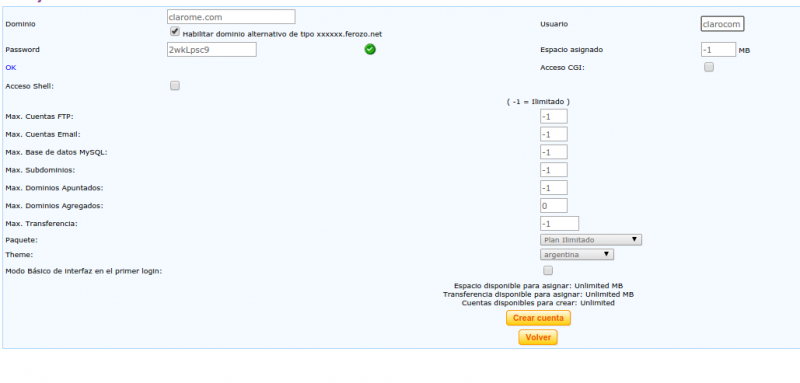 Dominio clarome.com Usuario clarocom
Habilitar dominio alternativo de tipo xxxxxx.ferozo.net
Password 2wkLpsc9 Espacio asignado -1 MB
OK Acceso CGI:
Acceso Shell:
( -1 = Ilimitado )
Max. Cuentas FTP: -1
Max. Cuentas Email: -1
Max. Base de datos MySQL: -1
Max. Subdominios: -1
Max. Dominios Apuntados: -1
Max. Dominios Agregados: 0
Max. Transferencia: -1
Paquete: Plan Ilimitado
Theme: argentina
Modo Básico de interfaz en el primer login:
Espacio disponible para asignar: Unlimited MB
Transferencia disponible para asignar: Unlimited MB
Cuentas disponibles para crear: Unlimited
Crear cuenta
Volver